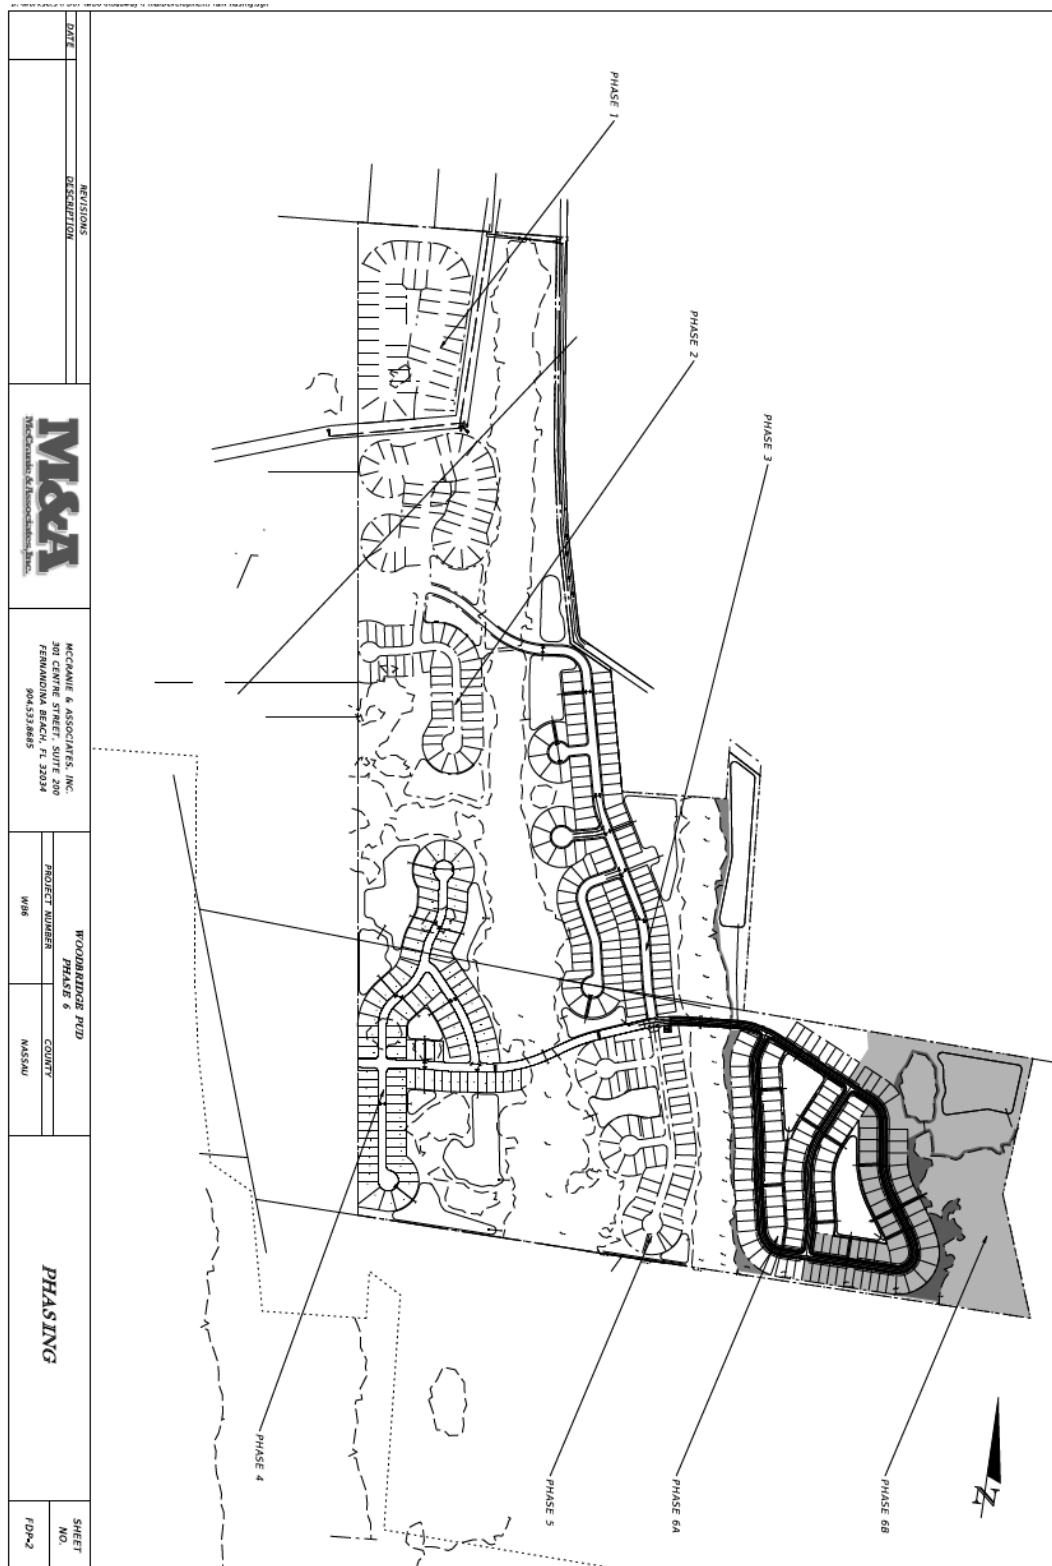 PHASE 1
PHASE 2
PHASE 3
PHASE 4
PHASE 5
PHASE 6A
PHASE 6B
N
REVISIONS
DATE
DESCRIPTION
M&A
McCranie & Associates, Inc.
MCCRANIE & ASSOCIATES, INC.
301 CENTRE STREET, SUITE 200
FERNANDINA BEACH, FL 32034
904.533.8685
WOODBRIDGE PUD
PHASE 6
PROJECT NUMBER
COUNTY
WB6
NASSAU
PHASING
SHEET
NO.
FDP-2